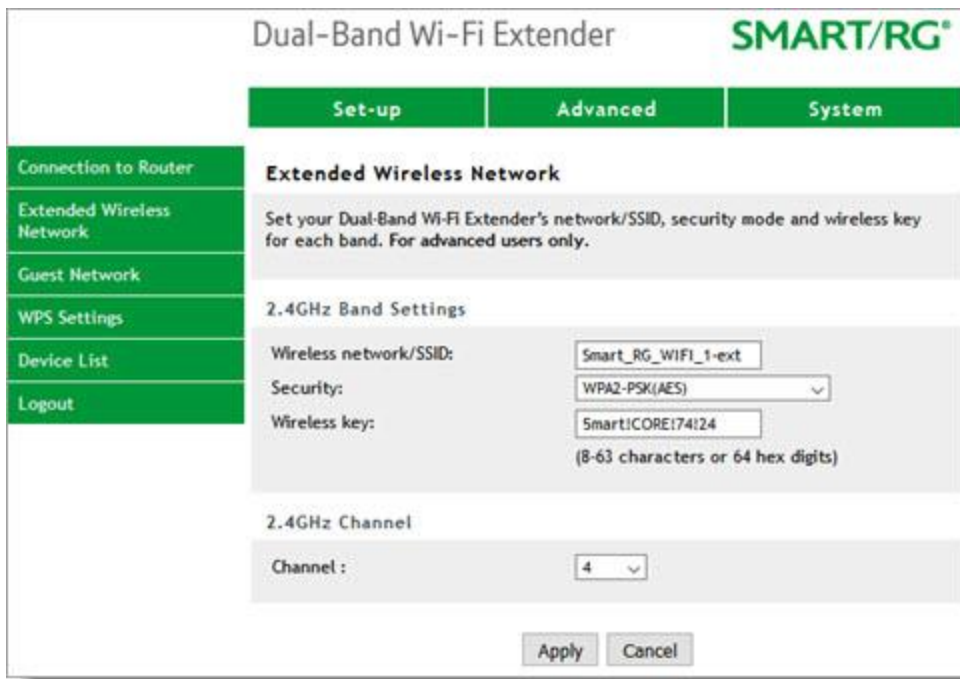 Dual-Band Wi-Fi Extender
SMART/RG®
Set-up
Advanced
System
Connection to Router
Extended Wireless
Network
Guest Network
WPS Settings
Device List
Logout
Extended Wireless Network
Set your Dual-Band Wi-Fi Extender's network/SSID, security mode and wireless key
for each band. For advanced users only.
2.4GHz Band Settings
Wireless network/SSID:
Smart_RG_WIFI_1-ext
Security:
WPA2-PSK(AES)
Wireless key:
Smart!CORE!74!24
(8-63 characters or 64 hex digits)
2.4GHz Channel
Channel :
4
Apply
Cancel